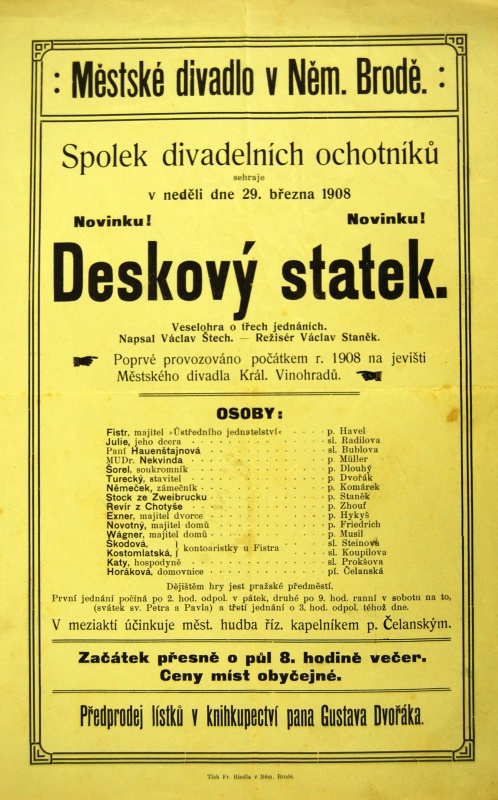 : Městské divadlo v Něm. Brodě. :
Spolek divadelních ochotníků
sehraje
v neděli dne 29. března 1908
Novinku! Novinku!
Deskový statek.
Veselohra o třech jednáních.
Napsal Václav Štech. — Režisér Václav Staněk.
Poprvé provozováno počátkem r. 1908 na jevišti
Městského divadla Král. Vinohradů.
OSOBY:
Fistr, majitel »Ústředního jednatelství« p. Havel
Julie, jeho dcera sl. Radilova
Paní Hauenštajnová sl. Bublova
MUDr. Nekvinda p. Müller
Šorel, soukromník p. Dlouhý
Turecký, stavitel p. Dvořák
Němeček, zámečník p. Komárek
Stock ze Zweibrucku p. Staněk
Revír z Chotyše p. Zhouf
Exner, majitel dvorce p. Hykyš
Novotný, majitel domů p. Friedrich
Wágner, majitel domů p. Musil
Škodová, sl. Steinová
Kostomlatská, } kontoaristky u Fistra sl. Koupilova
Katy, hospodyně sl. Prokšova
Horáková, domovnice pí. Čelanská
Dějištěm hry jest pražské předměstí.
První jednání počíná po 2. hod. odpol. v pátek, druhé po 9. hod. ranní v sobotu na to,
(svátek sv. Petra a Pavla) a třetí jednání o 3. hod. odpol. téhož dne.
V meziaktí účinkuje měst. hudba říz. kapelníkem p. Čelanským.
Začátek přesně o půl 8. hodině večer.
Ceny míst obyčejné.
Předprodej lístků v knihkupectví pana Gustava Dvořáka.
Tisk Fr. Riedla v Něm. Brodě.